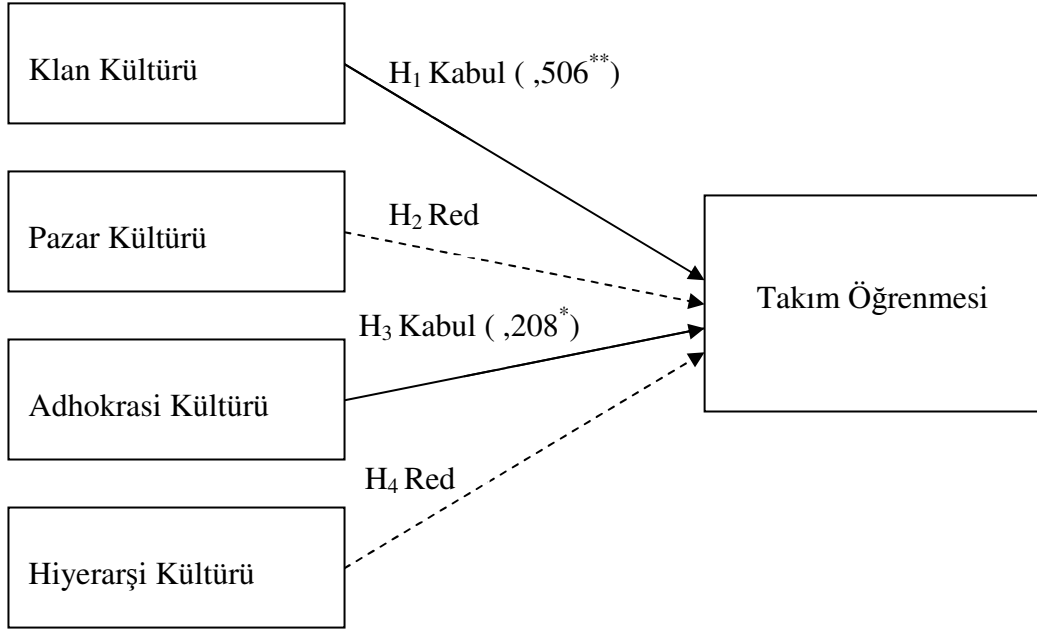 Klan Kültürü
H₁ Kabul ( ,506**)
Pazar Kültürü
H₂ Red
Takım Öğrenmesi
H₃ Kabul ( ,208*)
Adhokrasi Kültürü
H₄ Red
Hiyerarşi Kültürü